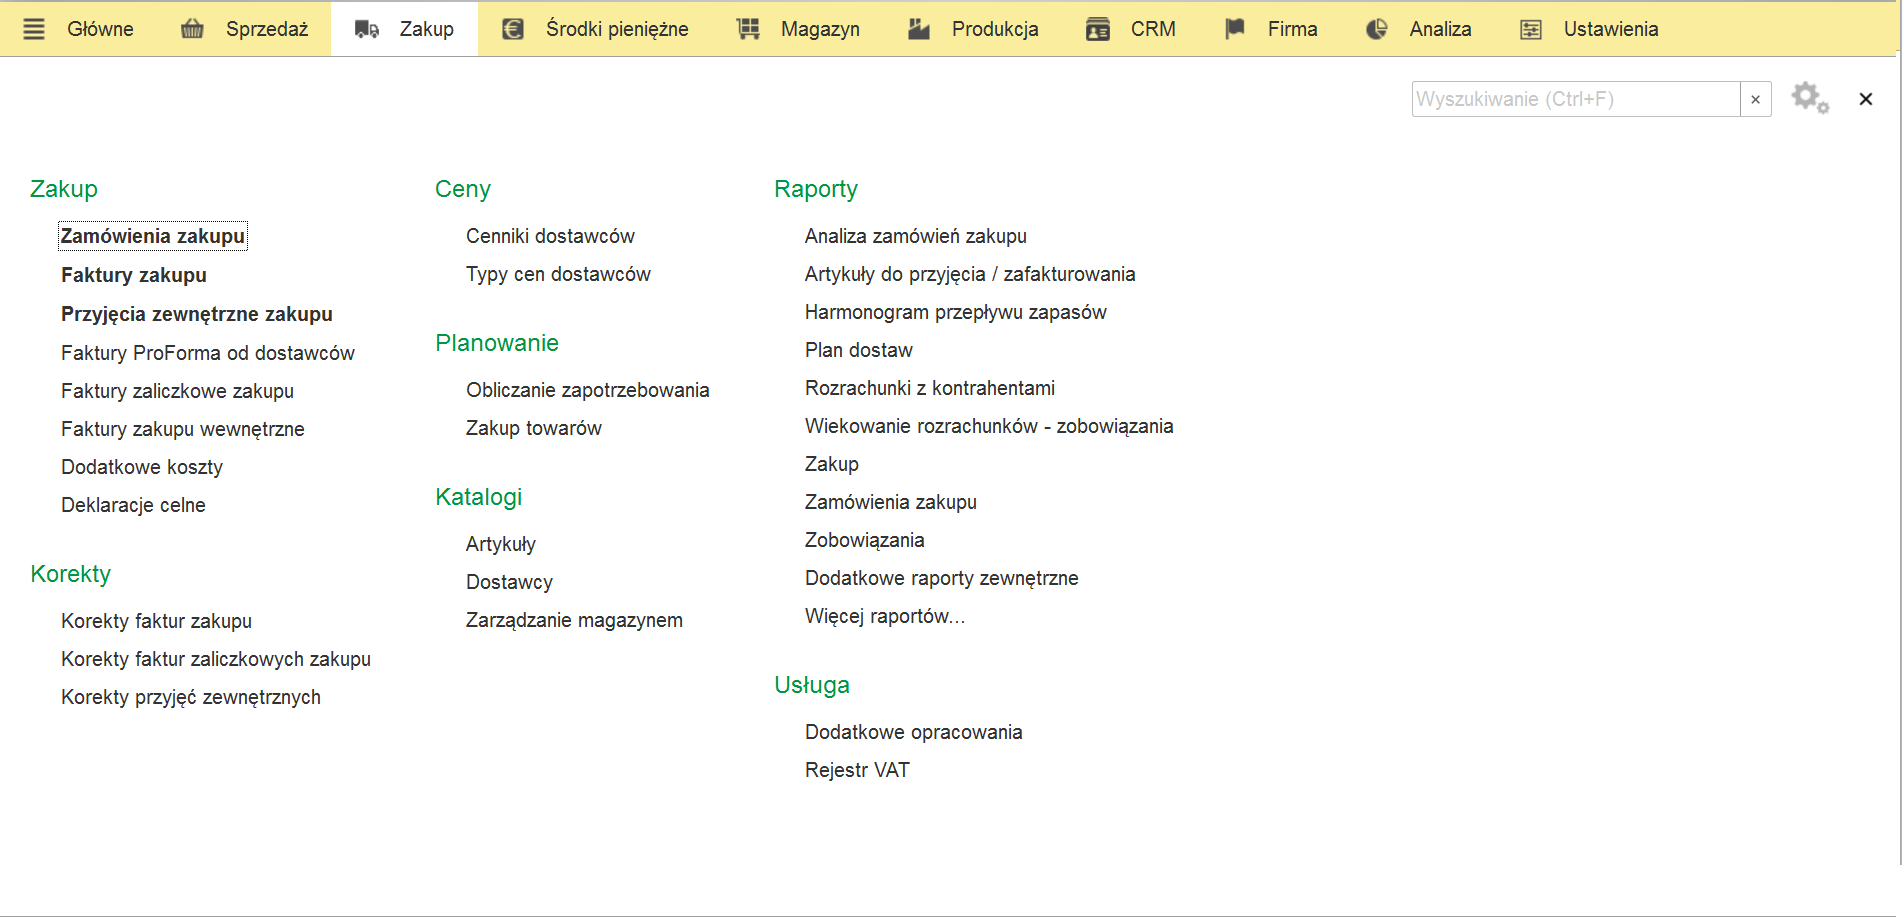 Główne Sprzedaż Zakup Środki pieniężne Magazyn Produkcja CRM Firma Analiza Ustawienia
Wyszukiwanie (Ctrl+F)
Zakup
Zamówienia zakupu
Faktury zakupu
Przyjęcia zewnętrzne zakupu
Faktury ProForma od dostawców
Faktury zaliczkowe zakupu
Faktury zakupu wewnętrzne
Dodatkowe koszty
Deklaracje celne
Korekty
Korekty faktur zakupu
Korekty faktur zaliczkowych zakupu
Korekty przyjęć zewnętrznych
Ceny
Cenniki dostawców
Typy cen dostawców
Planowanie
Obliczanie zapotrzebowania
Zakup towarów
Katalogi
Artykuły
Dostawcy
Zarządzanie magazynem
Raporty
Analiza zamówień zakupu
Artykuły do przyjęcia / zafakturowania
Harmonogram przepływu zapasów
Plan dostaw
Rozrachunki z kontrahentami
Wiekowanie rozrachunków - zobowiązania
Zakup
Zamówienia zakupu
Zobowiązania
Dodatkowe raporty zewnętrzne
Więcej raportów...
Usługa
Dodatkowe opracowania
Rejestr VAT